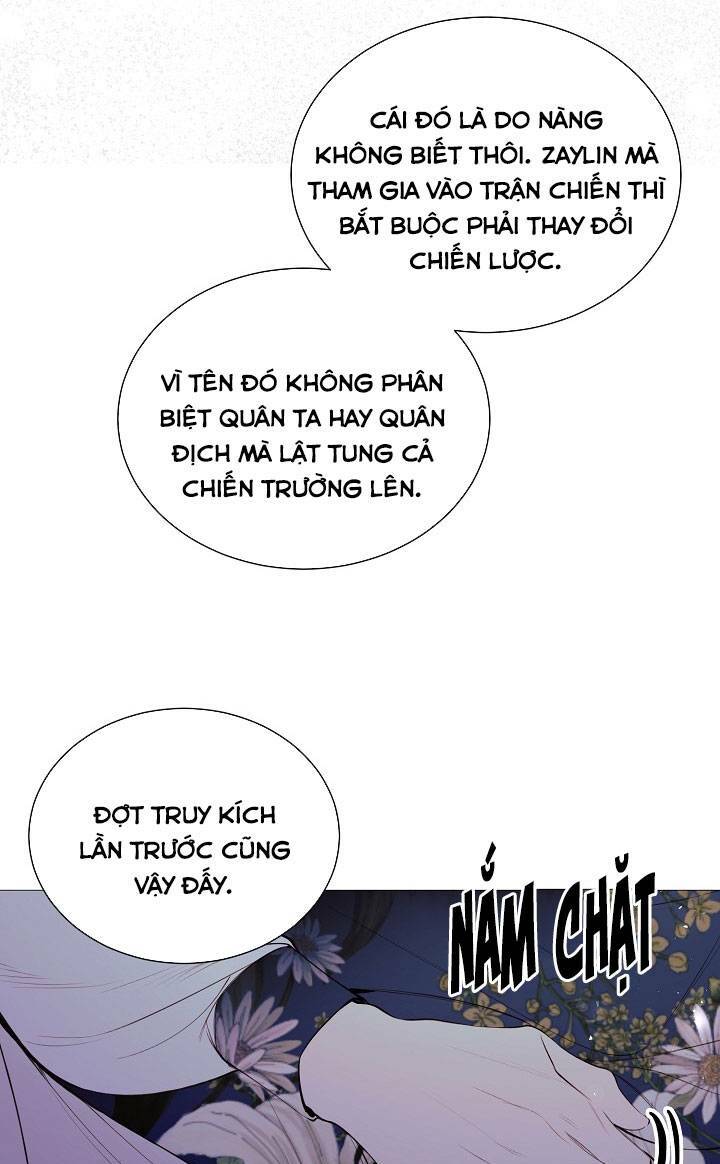 CÁI ĐÓ LÀ DO NÀNG
KHÔNG BIẾT THÔI. ZAYLIN MÀ
THAM GIA VÀO TRẬN CHIẾN THÌ
BẮT BUỘC PHẢI THAY ĐỔI
CHIẾN LƯỢC.
VÌ TÊN ĐÓ KHÔNG PHÂN
BIỆT QUÂN TA HAY QUÂN
ĐỊCH MÀ LẬT TUNG CẢ
CHIẾN TRƯỜNG LÊN.
ĐỢT TRUY KÍCH
LẦN TRƯỚC CŨNG
VẬY ĐẤY.
NẮM CHẶT